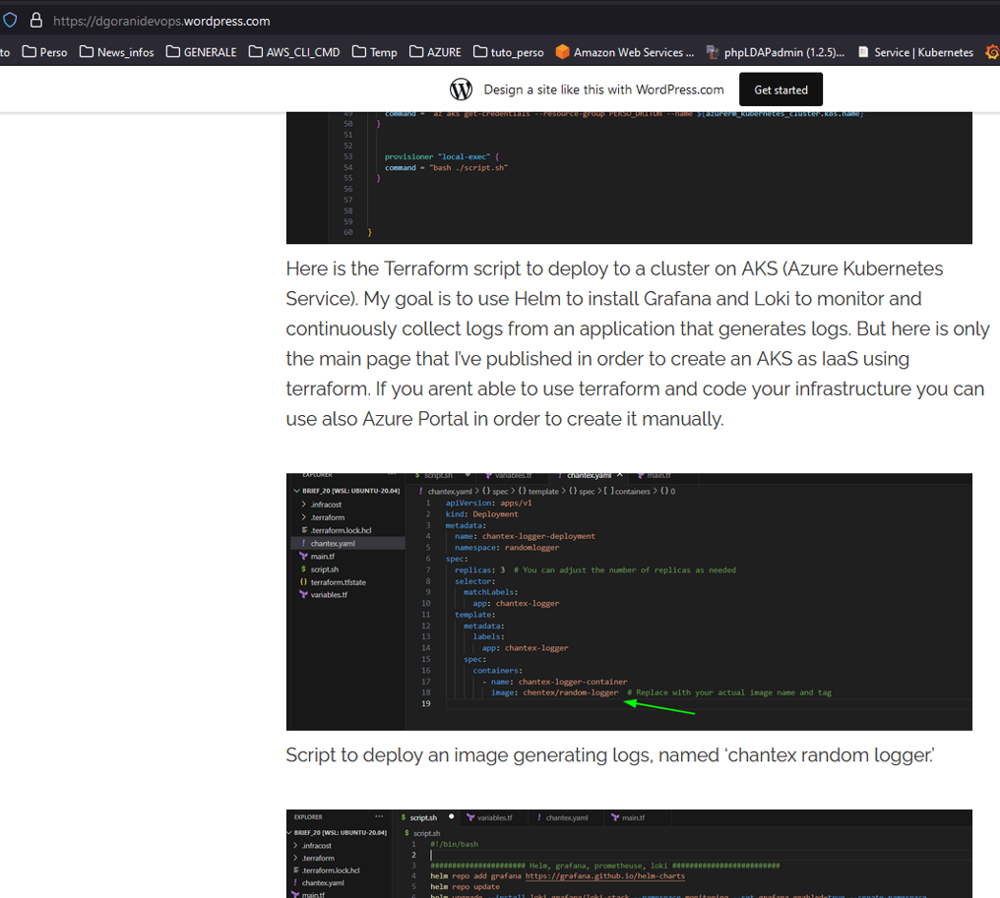 https://dgoranidevops.wordpress.com
to Perso News_infos GENERALE AWS_CLI_CMD Temp AZURE tuto_perso Amazon Web Services ... phpLDAPadmin (1.2.5)... Service | Kubernetes
Design a site like this with WordPress.com Get started
49 command = "az aks get-credentials --resource-group PERSO_DRITON --name ${azurerm_kubernetes_cluster.k8s.name}
50 }
51
52
53 provisioner "local-exec" {
54 command = "bash ./script.sh"
55 }
56
57
58
59
60 }
Here is the Terraform script to deploy to a cluster on AKS (Azure Kubernetes
Service). My goal is to use Helm to install Grafana and Loki to monitor and
continuously collect logs from an application that generates logs. But here is only
the main page that I've published in order to create an AKS as IaaS using
terraform. If you arent able to use terraform and code your infrastructure you can
use also Azure Portal in order to create it manually.
EXPLORER ... $ script.sh variables.tf ! chantex.yaml main.tf
BRIEF_20 [WSL: UBUNTU-20.04]
.infracost
.terraform
.terraform.lock.hcl
! chantex.yaml
main.tf
$ script.sh
{} terraform.tfstate
variables.tf
! chantex.yaml > {} spec > {} template > {} spec > [ ] containers > {} 0
1 apiVersion: apps/v1
2 kind: Deployment
3 metadata:
4 name: chantex-logger-deployment
5 namespace: randomlogger
6 spec:
7 replicas: 3 # You can adjust the number of replicas as needed
8 selector:
9 matchLabels:
10 app: chantex-logger
11 template:
12 metadata:
13 labels:
14 app: chantex-logger
15 spec:
16 containers:
17 - name: chantex-logger-container
18 image: chentex/random-logger # Replace with your actual image name and tag
19
Script to deploy an image generating logs, named ‘chantex random logger.’
EXPLORER ... $ script.sh variables.tf ! chantex.yaml main.tf
BRIEF_20 [WSL: UBUNTU-20.04]
.infracost
.terraform
.terraform.lock.hcl
! chantex.yaml
main.tf
$ script.sh
1 #!/bin/bash
2
3 ###################### Helm, grafana, prometheuse, loki #########################
4 helm repo add grafana https://grafana.github.io/helm-charts
5 helm repo update
6 helm upgrade --install loki grafana/loki-stack --namespace monitoring --set grafana.enabled=true --create-namespace